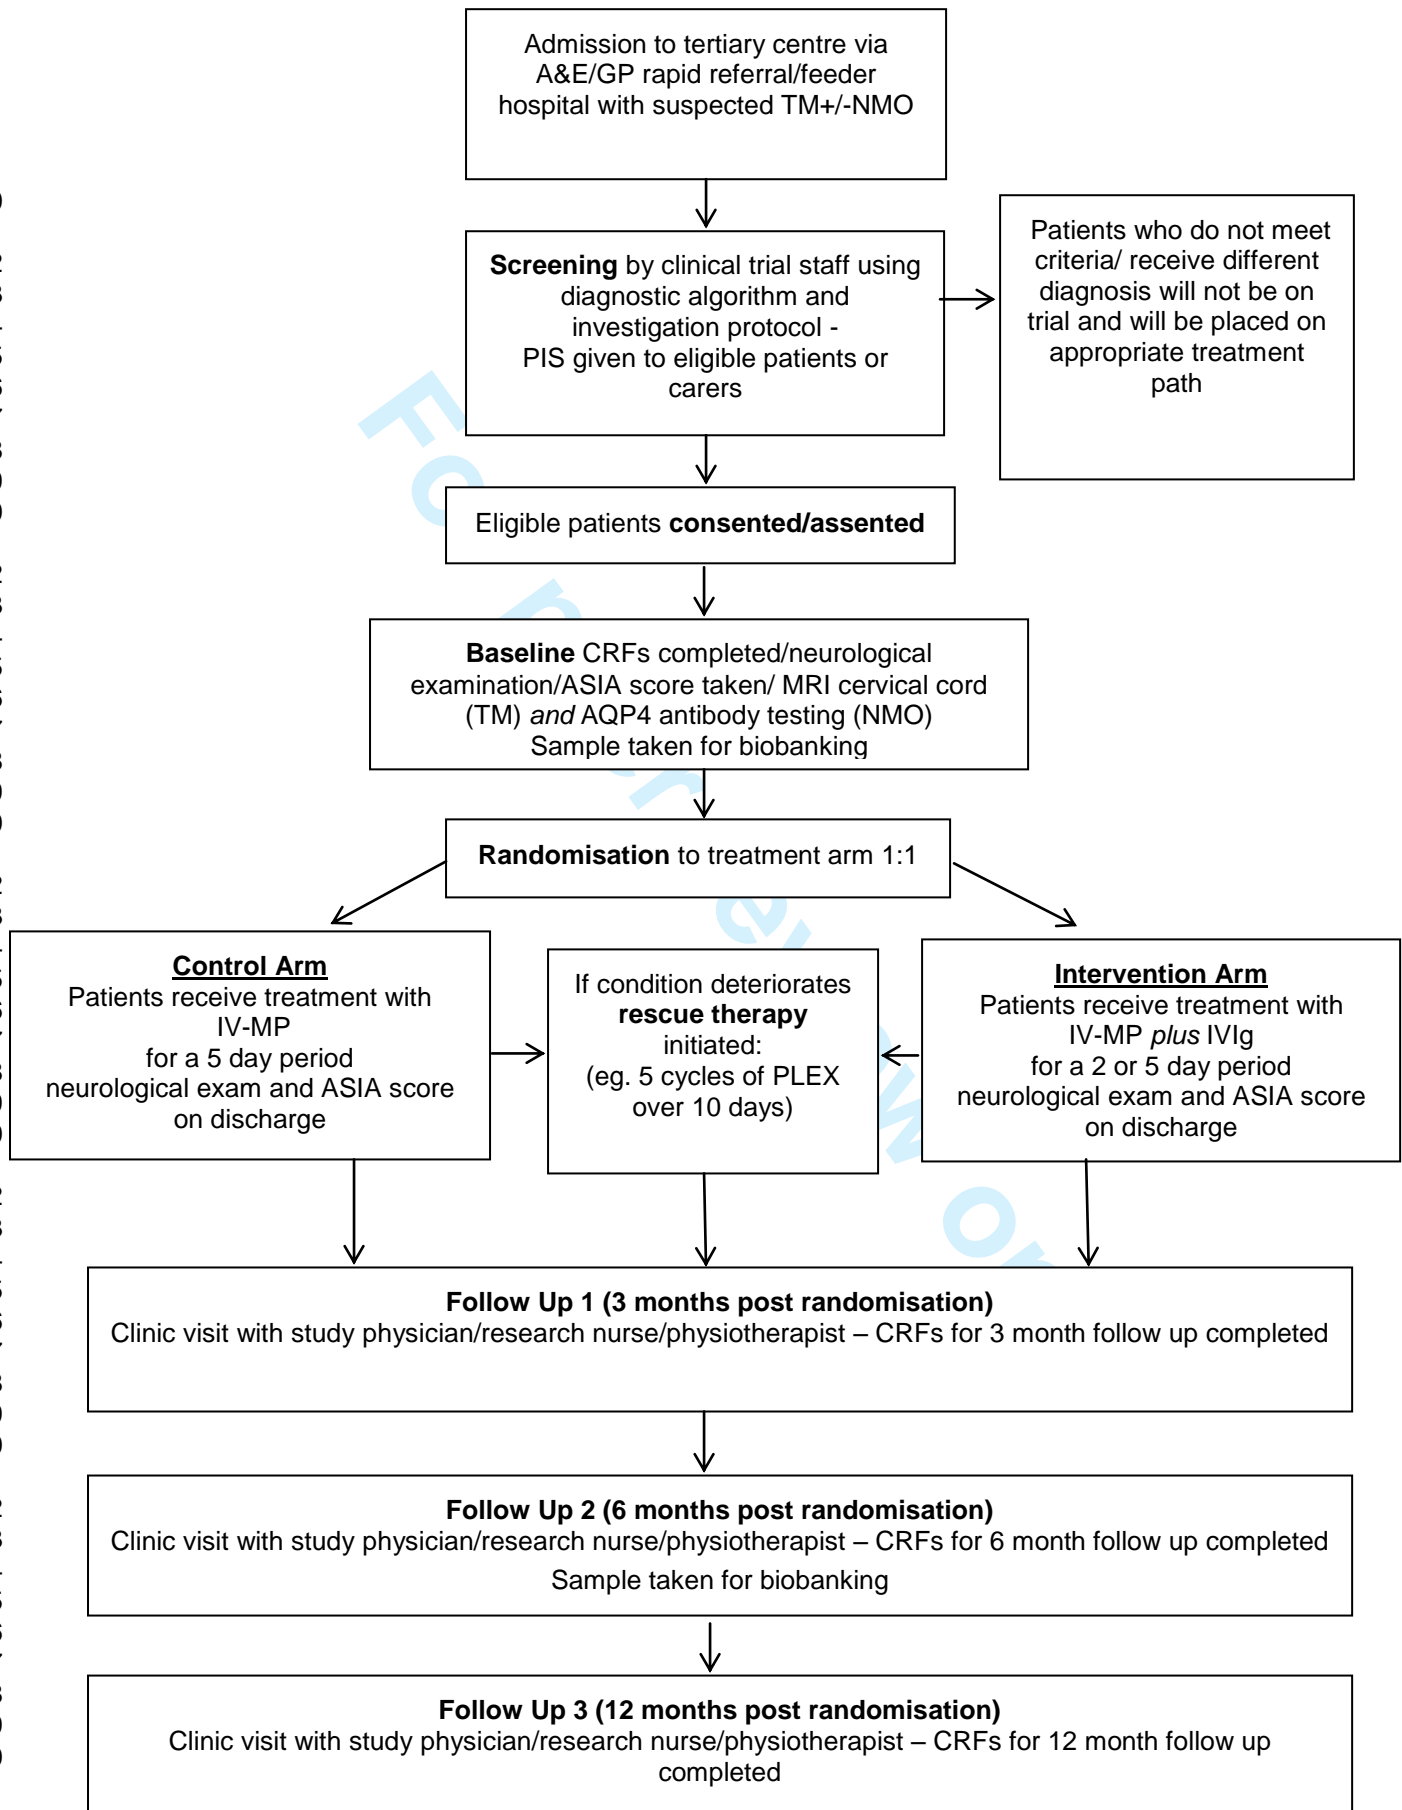 Admission to tertiary centre via
A&E/GP rapid referral/feeder
hospital with suspected TM+/-NMO
Screening by clinical trial staff using
diagnostic algorithm and
investigation protocol -
PIS given to eligible patients or
carers
Patients who do not meet
criteria/ receive different
diagnosis will not be on
trial and will be placed on
appropriate treatment
path
Eligible patients consented/assented
Baseline CRFs completed/neurological
examination/ASIA score taken/ MRI cervical cord
(TM) and AQP4 antibody testing (NMO)
Sample taken for biobanking
Randomisation to treatment arm 1:1
Control Arm
Patients receive treatment with
IV-MP
for a 5 day period
neurological exam and ASIA score
on discharge
If condition deteriorates
rescue therapy
initiated:
(eg. 5 cycles of PLEX
over 10 days)
Intervention Arm
Patients receive treatment with
IV-MP plus IVIg
for a 2 or 5 day period
neurological exam and ASIA score
on discharge
Follow Up 1 (3 months post randomisation)
Clinic visit with study physician/research nurse/physiotherapist – CRFs for 3 month follow up completed
Follow Up 2 (6 months post randomisation)
Clinic visit with study physician/research nurse/physiotherapist – CRFs for 6 month follow up completed
Sample taken for biobanking
Follow Up 3 (12 months post randomisation)
Clinic visit with study physician/research nurse/physiotherapist – CRFs for 12 month follow up
completed